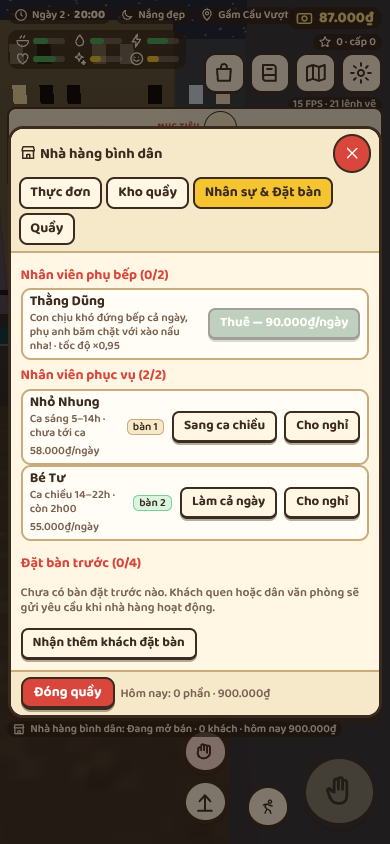 Ngày 2 · 20:00
Nắng đẹp
Gầm Cầu Vượt
87.000₫
0 · cấp 0
15 FPS · 21 lệnh vẽ
MỤC TIÊU
Nhà hàng bình dân
Thực đơn
Kho quầy
Nhân sự & Đặt bàn
Quầy
Nhân viên phụ bếp (0/2)
Thằng Dũng
Con chịu khó đứng bếp cả ngày,
phụ anh băm chặt với xào nấu
nha! · tốc độ ×0,95
Thuê — 90.000₫/ngày
Nhân viên phục vụ (2/2)
Nhỏ Nhung
Ca sáng 5–14h ·
chưa tới ca
58.000₫/ngày
bàn 1
Sang ca chiều
Cho nghỉ
Bé Tư
Ca chiều 14–22h ·
còn 2h00
55.000₫/ngày
bàn 2
Làm cả ngày
Cho nghỉ
Đặt bàn trước (0/4)
Chưa có bàn đặt trước nào. Khách quen hoặc dân văn phòng sẽ
gửi yêu cầu khi nhà hàng hoạt động.
Nhận thêm khách đặt bàn
Đóng quầy
Hôm nay: 0 phần · 900.000₫
Nhà hàng bình dân: Đang mở bán · 0 khách · hôm nay 900.000₫